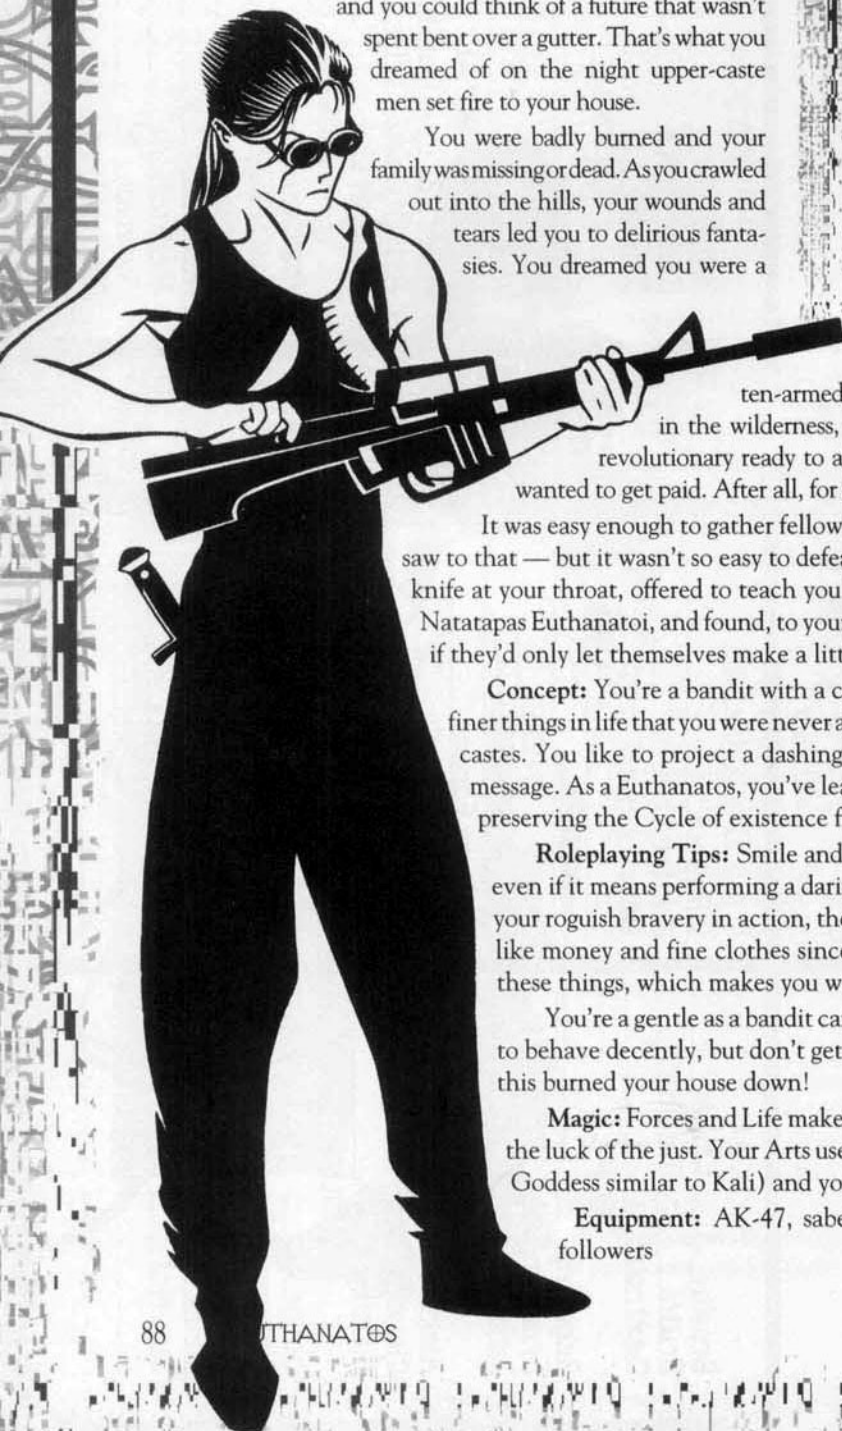 and you could think of a future that wasn't
spent bent over a gutter. That's what you
dreamed of on the night upper-caste
men set fire to your house.
You were badly burned and your
family was missing or dead. As you crawled
out into the hills, your wounds and
tears led you to delirious fanta-
sies. You dreamed you were a
ten-armed
in the wilderness,
revolutionary ready to a
wanted to get paid. After all, for
It was easy enough to gather fellow
saw to that — but it wasn't so easy to defe
knife at your throat, offered to teach you
Natatapas Euthanatoi, and found, to you
if they'd only let themselves make a litt
Concept: You're a bandit with a c
finer things in life that you were never a
castes. You like to project a dashing
message. As a Euthanatos, you've lea
preserving the Cycle of existence f
Roleplaying Tips: Smile and
even if it means performing a dari
your roguish bravery in action, the
like money and fine clothes since
these things, which makes you w
You're a gentle as a bandit ca
to behave decently, but don't get
this burned your house down!
Magic: Forces and Life make
the luck of the just. Your Arts use
Goddess similar to Kali) and yo
Equipment: AK-47, sabe
followers
88 UTHANATOS